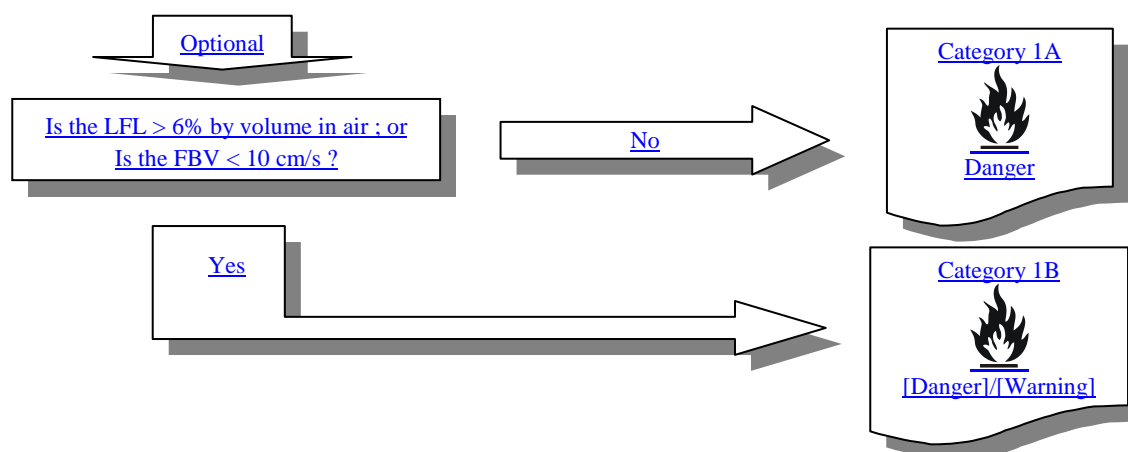 Optional
Is the LFL > 6% by volume in air ; or
Is the FBV < 10 cm/s ?
No
Category 1A
Danger
Yes
Category 1B
[Danger]/[Warning]